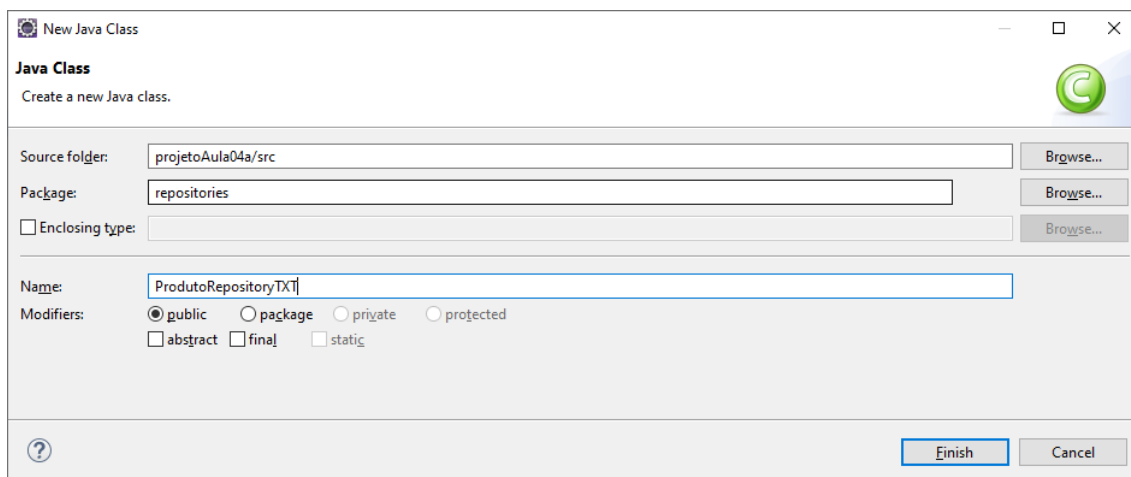 New Java Class
Java Class
Create a new Java class.
Source folder: projetoAula04a/src Browse...
Package: repositories Browse...
Enclosing type: Browse...
Name: ProdutoRepositoryTXT
Modifiers: public package private protected
abstract final static
? Finish Cancel